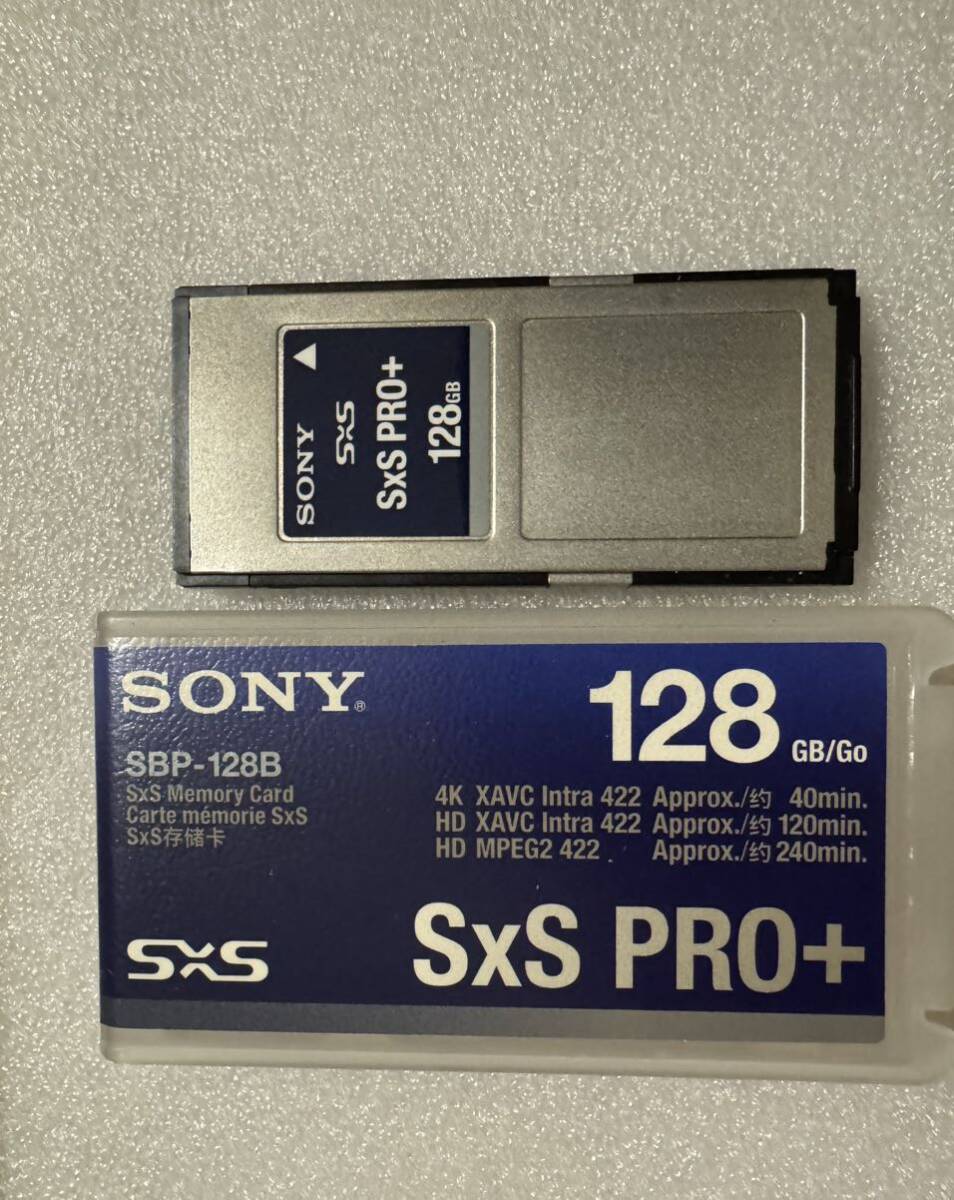 SONY
SxS
SxS PRO+
128GB
SONY®
128 GB/Go
SBP-128B
SxS Memory Card
Carte mémoire SxS
SxS存储卡
4K XAVC Intra 422 Approx./约 40min.
HD XAVC Intra 422 Approx./约 120min.
HD MPEG2 422 Approx./约 240min.
SxS
SxS PRO+